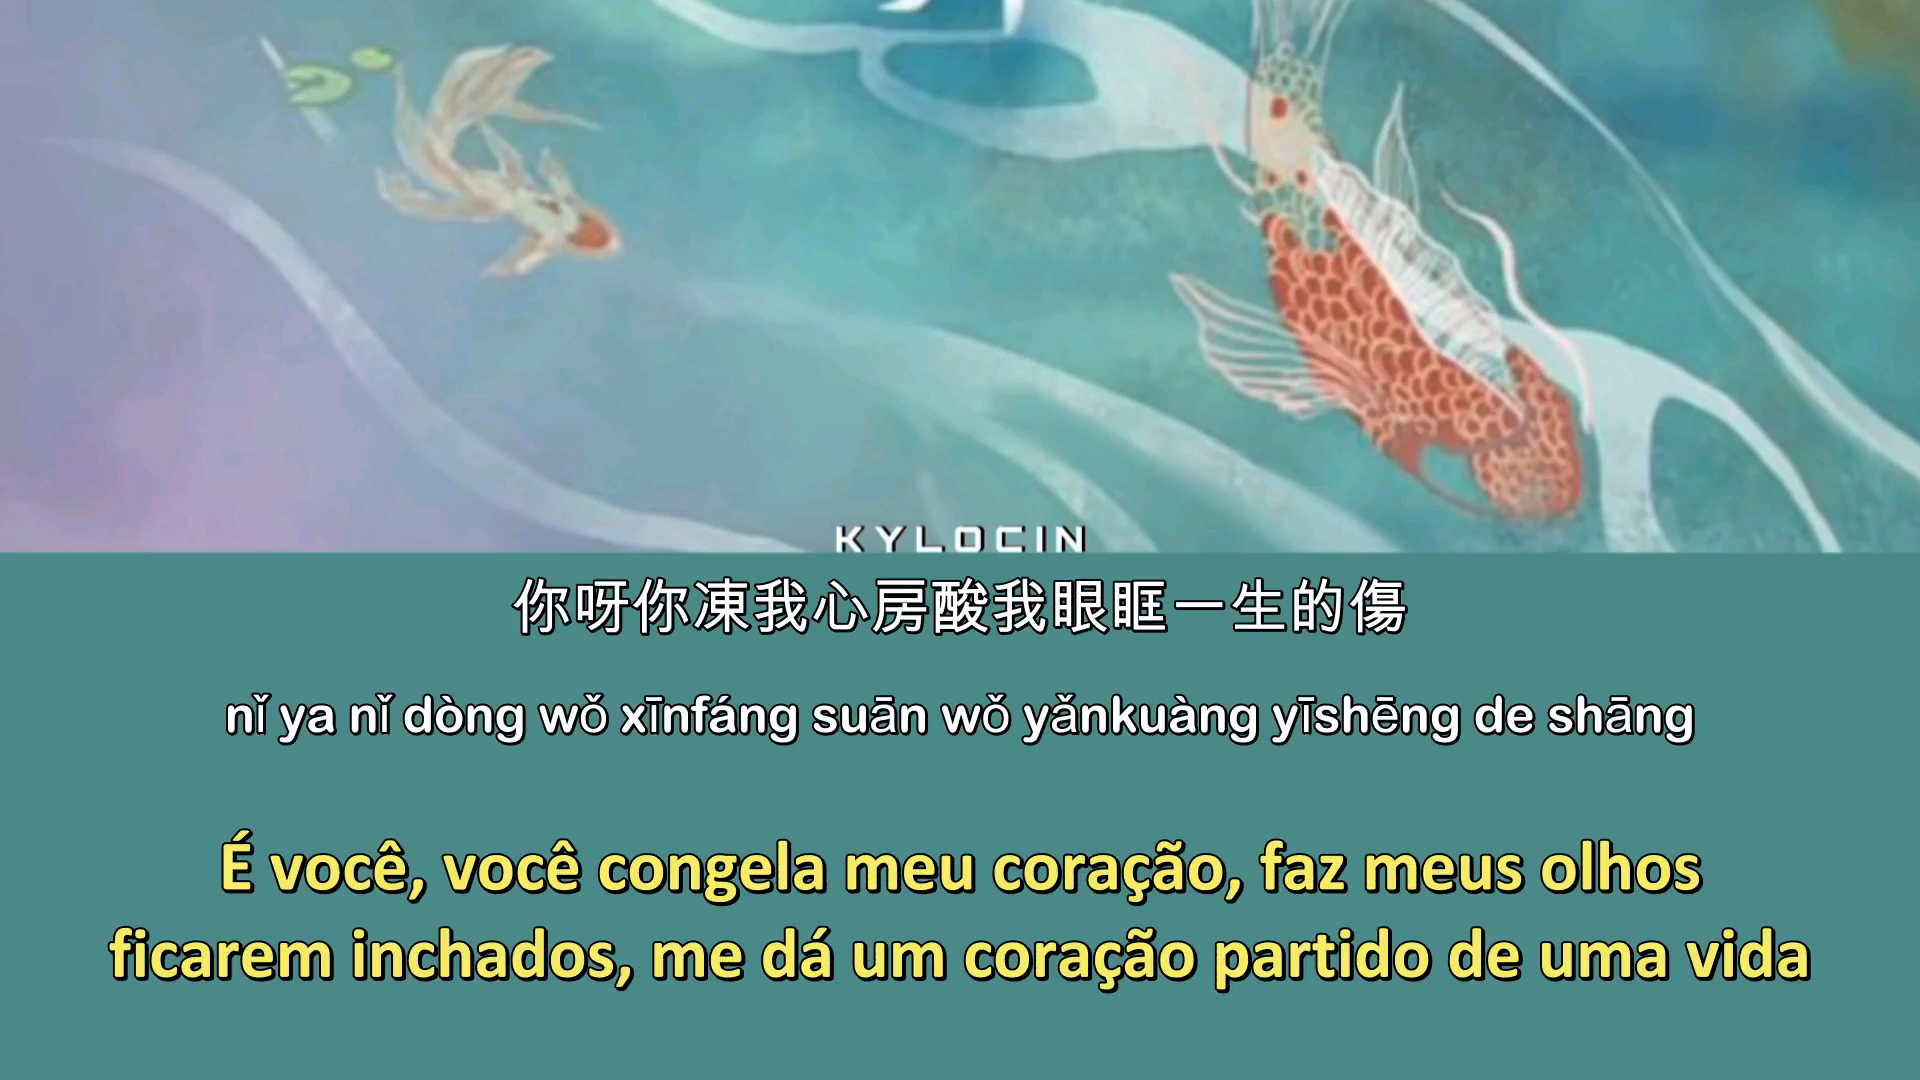 KYLOCIN
你呀你凍我心房酸我眼眶一生的傷
nǐ ya nǐ dòng wǒ xīnfáng suān wǒ yǎnkuàng yīshēng de shāng
É você, você congela meu coração, faz meus olhos
ficarem inchados, me dá um coração partido de uma vida